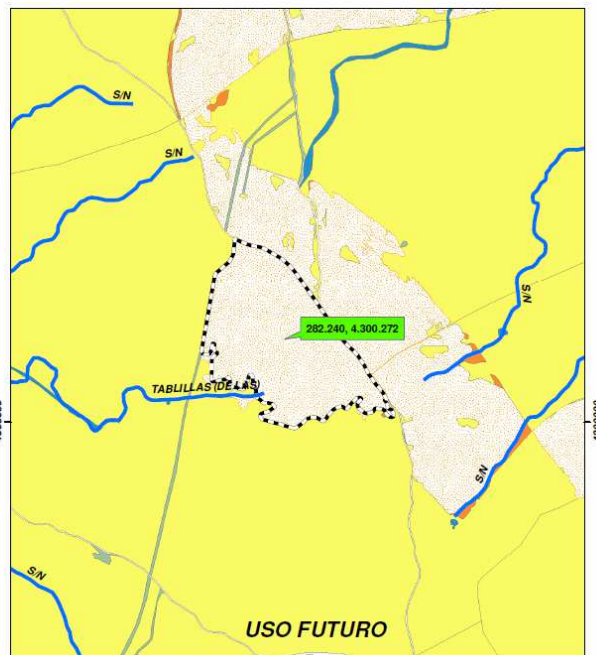 S/N
S/N
S/N
282.240, 4.300.272
TABLILLAS (DE LAS)
S/N
S/N
USO FUTURO